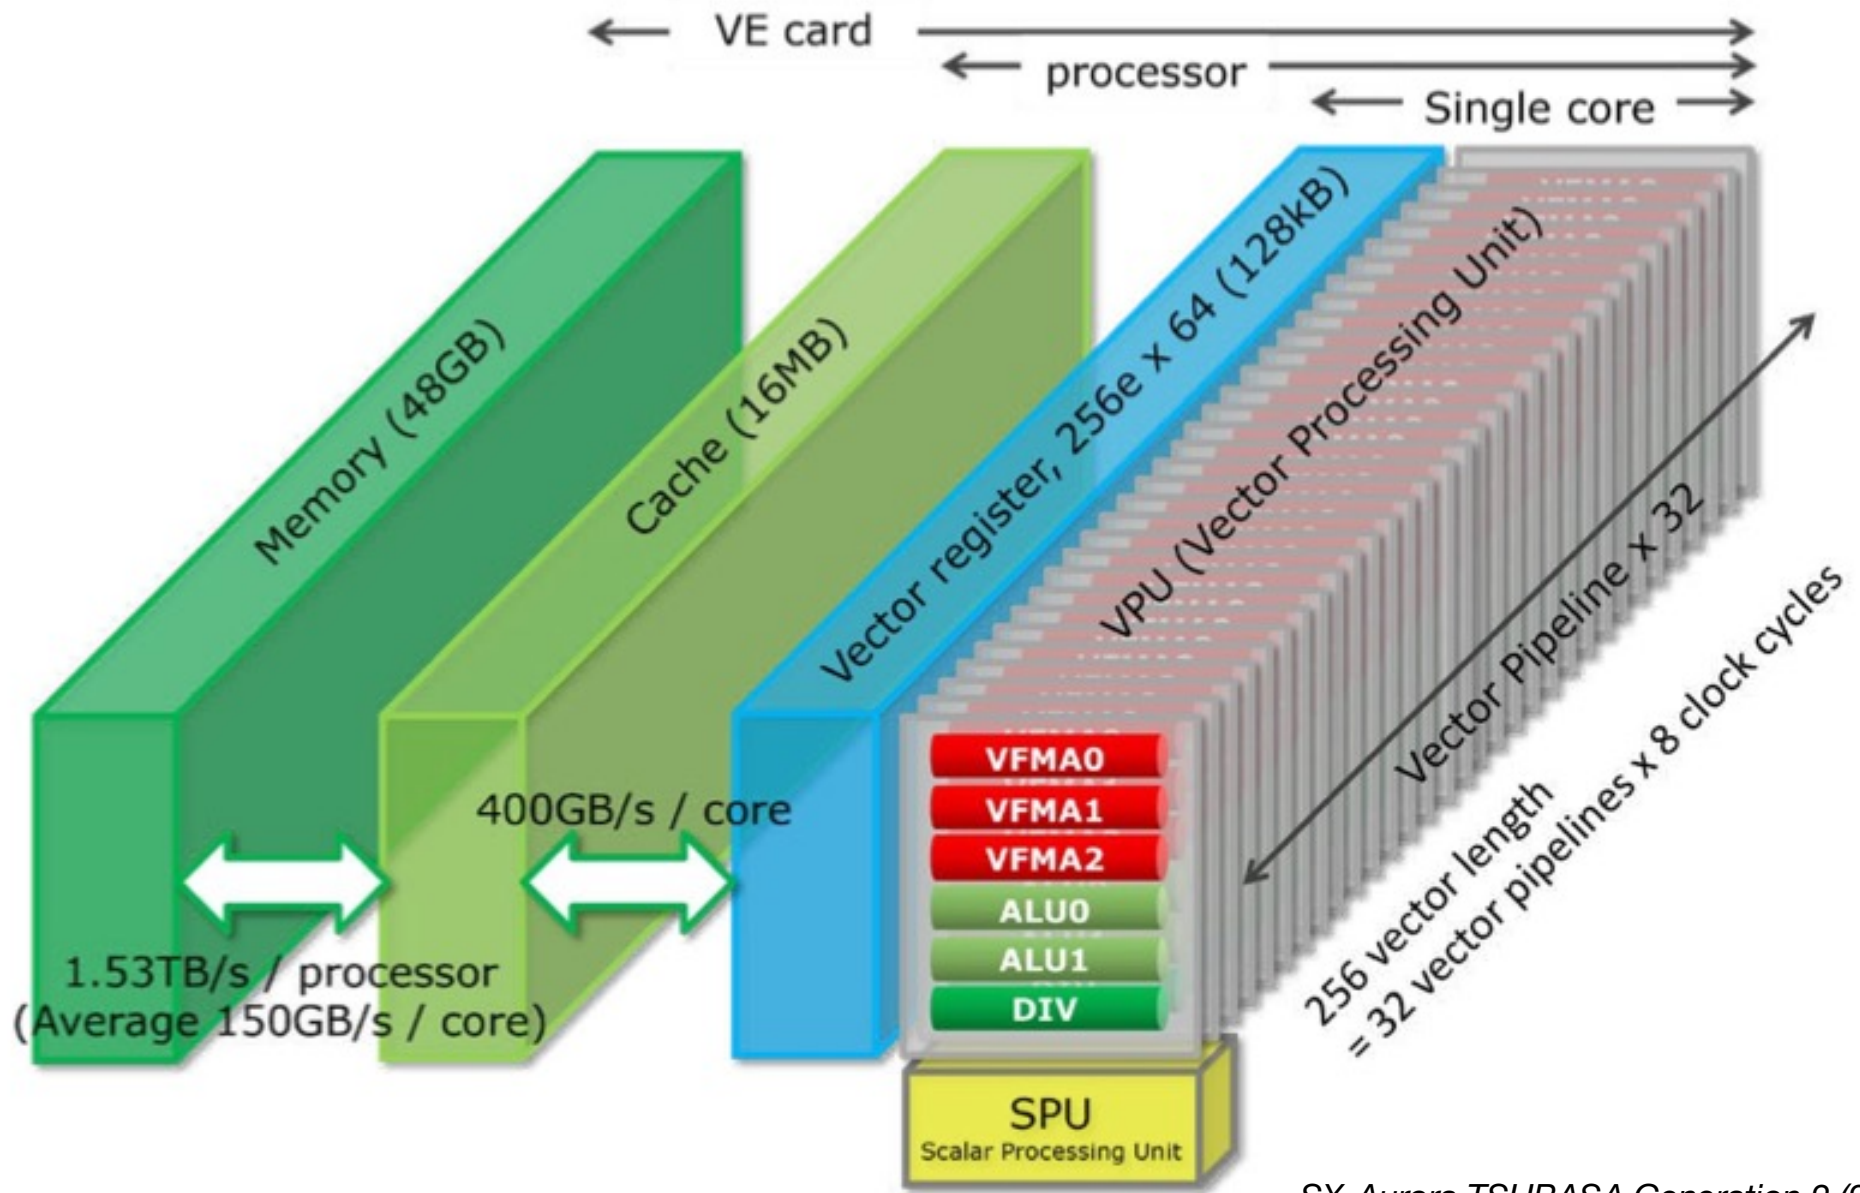 VE card
processor
Single core
Memory (48GB)
Cache (16MB)
Vector register, 256e x 64 (128kB)
VPU (Vector Processing Unit)
Vector Pipeline x 32
256 vector length
= 32 vector pipelines x 8 clock cycles
400GB/s / core
1.53TB/s / processor
(Average 150GB/s / core)
VFMA0
VFMA1
VFMA2
ALU0
ALU1
DIV
SPU
Scalar Processing Unit